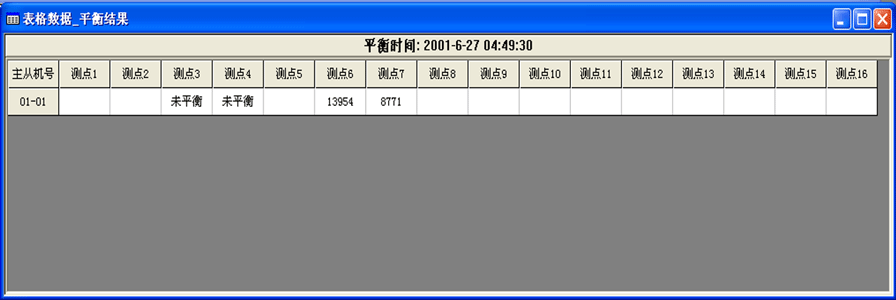 表格数据_平衡结果
平衡时间: 2001-6-27 04:49:30
主从机号 测点1 测点2 测点3 测点4 测点5 测点6 测点7 测点8 测点9 测点10 测点11 测点12 测点13 测点14 测点15 测点16
01-01 未平衡 未平衡 13954 8771